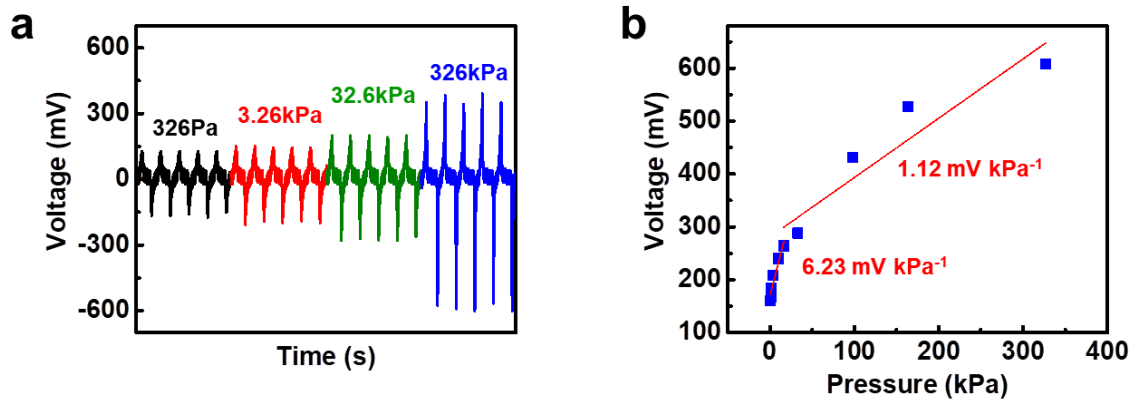 a
600
300
0
-300
-600
Voltage (mV)
Time (s)
326Pa
3.26kPa
32.6kPa
326kPa
b
600
500
400
300
200
100
Voltage (mV)
0
100
200
300
400
Pressure (kPa)
1.12 mV kPa⁻¹
6.23 mV kPa⁻¹